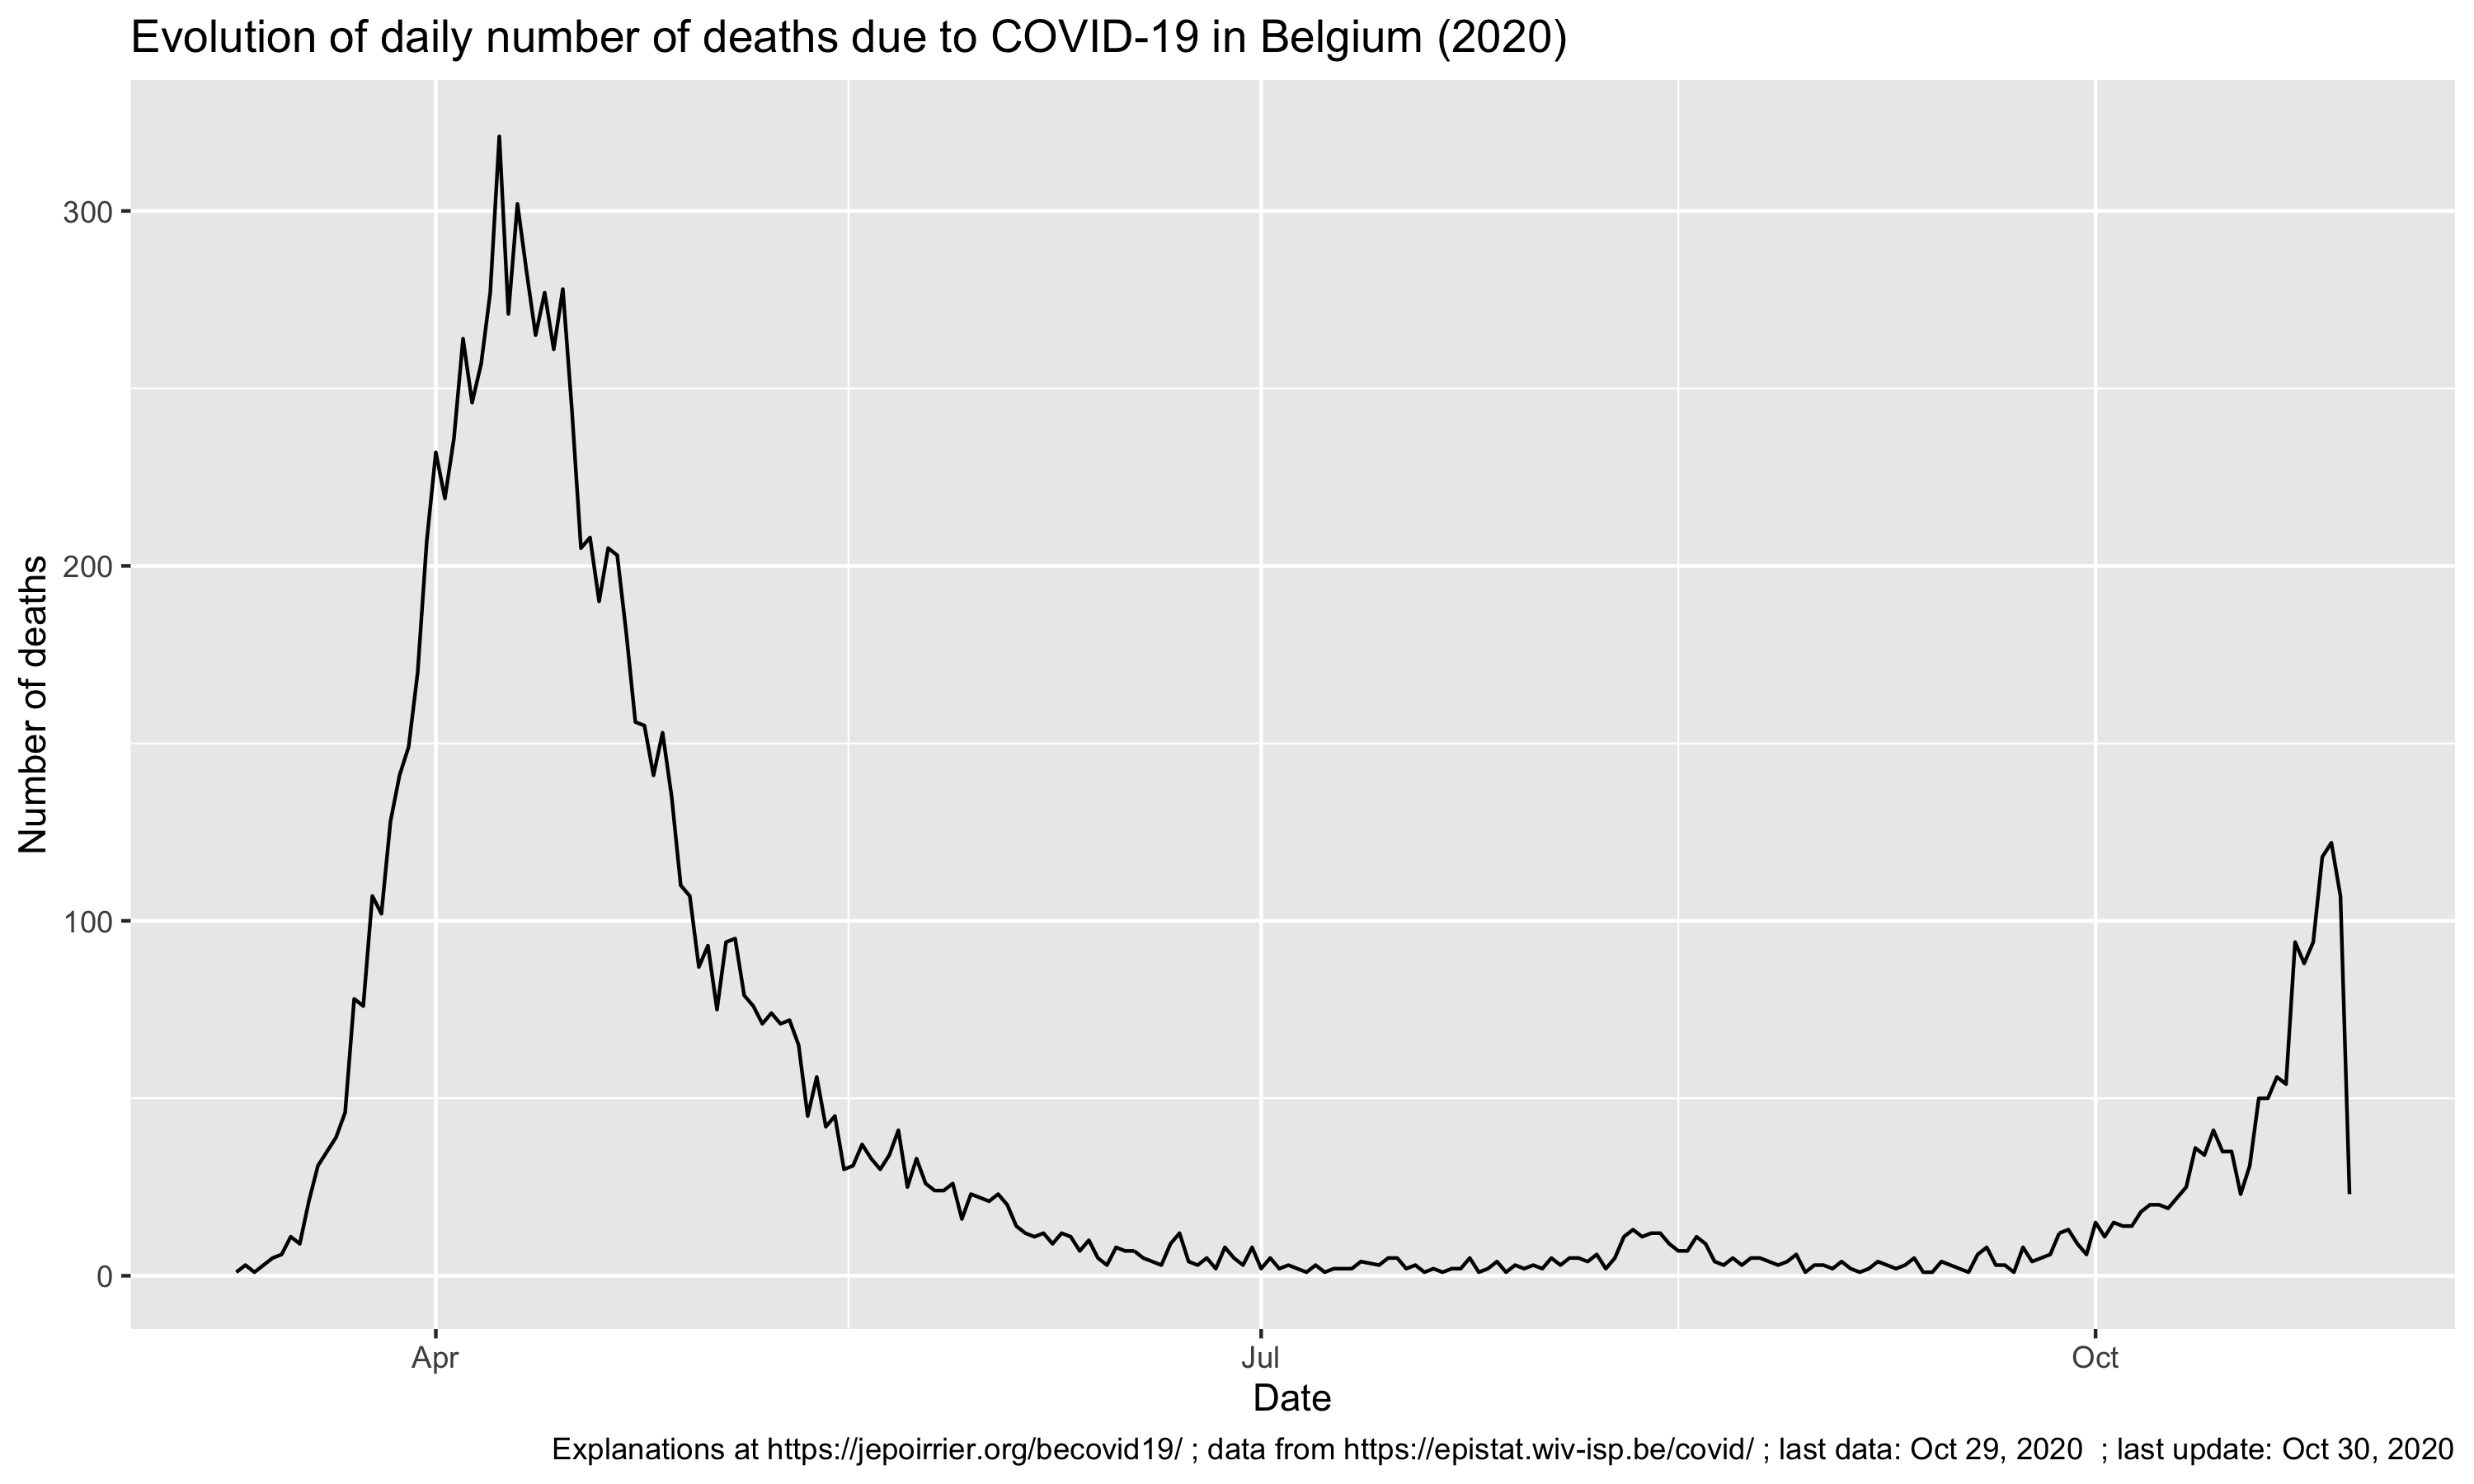 Evolution of daily number of deaths due to COVID-19 in Belgium (2020)
Number of deaths
300
200
100
0
Apr
Jul
Oct
Date
Explanations at https://jepoirrier.org/becovid19/ ; data from https://epistat.wiv-isp.be/covid/ ; last data: Oct 29, 2020  ; last update: Oct 30, 2020